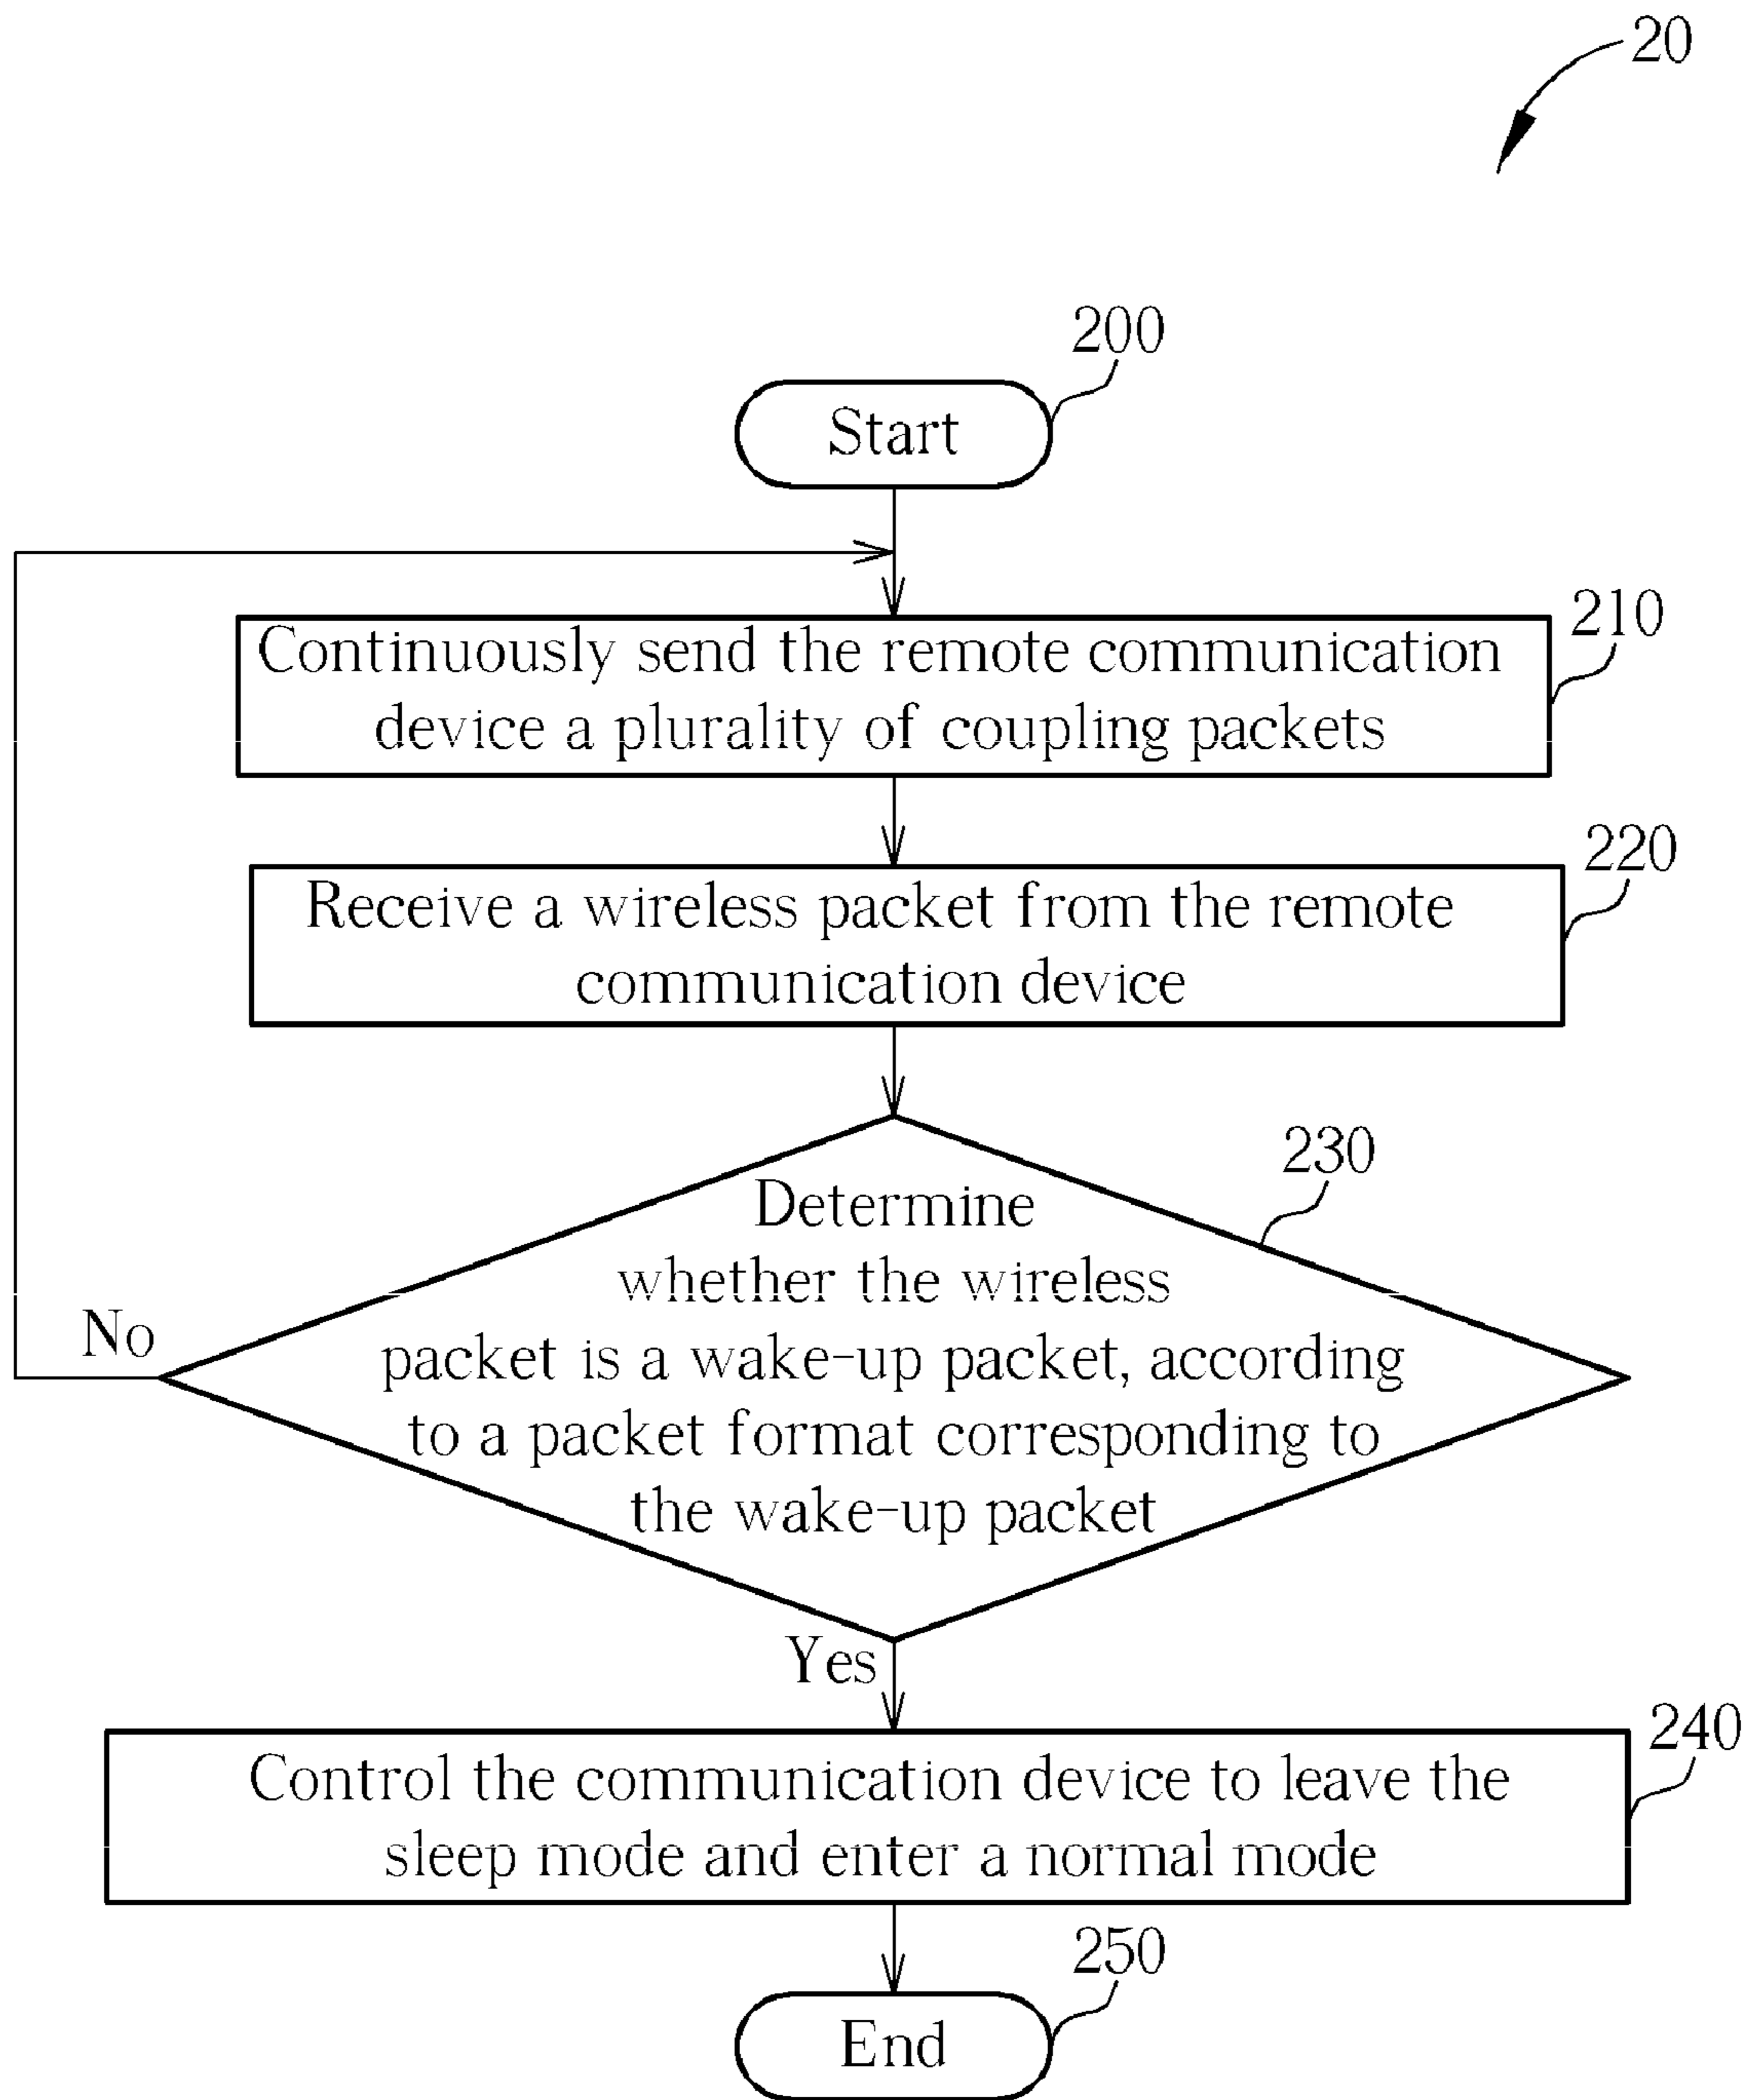 20
200
Start
210
Continuously send the remote communication
device a plurality of coupling packets
220
Receive a wireless packet from the remote
communication device
230
Determine
whether the wireless
packet is a wake-up packet, according
to a packet format corresponding to
the wake-up packet
No
Yes
240
Control the communication device to leave the
sleep mode and enter a normal mode
250
End